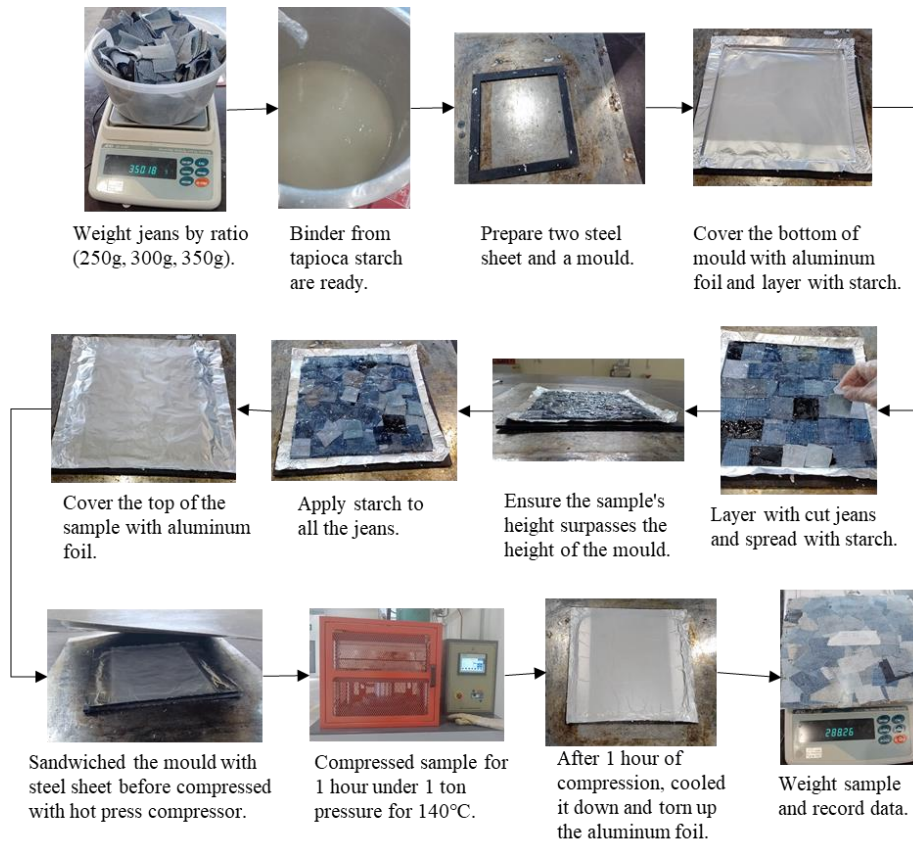 35018
Weight jeans by ratio
(250g, 300g, 350g).
Binder from
tapioca starch
are ready.
Prepare two steel
sheet and a mould.
Cover the bottom of
mould with aluminum
foil and layer with starch.
Cover the top of the
sample with aluminum
foil.
Apply starch to
all the jeans.
Ensure the sample's
height surpasses the
height of the mould.
Layer with cut jeans
and spread with starch.
Sandwiched the mould with
steel sheet before compressed
with hot press compressor.
Compressed sample for
1 hour under 1 ton
pressure for 140℃.
After 1 hour of
compression, cooled
it down and torn up
the aluminum foil.
28826
Weight sample
and record data.